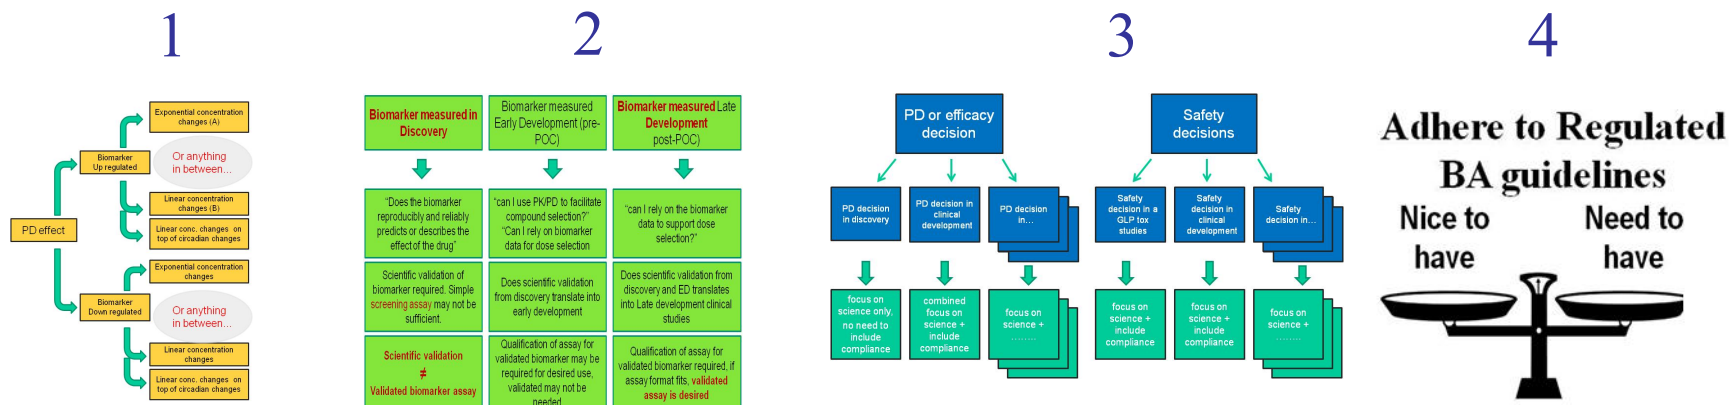 1
2
3
4
PD effect
Biomarker
Up regulated
Exponential concentration
changes (A)
Or anything
in between...
Linear concentration
changes (B)
Linear conc. changes on
top of circadian changes
Biomarker
Down regulated
Exponential concentration
changes
Or anything
in between...
Linear concentration
changes
Linear conc. changes on
top of circadian changes
Biomarker measured in
Discovery
"Does the biomarker
reproducibly and reliably
predicts or describes the
effect of the drug"
Scientific validation of
biomarker required. Simple
screening assay may not be
sufficient.
Scientific validation
≠
Validated biomarker assay
Biomarker measured
Early Development (pre-
POC)
"can I use PK/PD to facilitate
compound selection?"
"Can I rely on biomarker
data for dose selection
Does scientific validation
from discovery translate into
early development
Qualification of assay for
validated biomarker may be
required for desired use,
validated may not be
needed
Biomarker measured Late
Development
post-POC)
"can I rely on the biomarker
data to support dose
selection?"
Does scientific validation from
discovery and ED translates
into Late development clinical
studies
Qualification of assay for
validated biomarker required, if
assay format fits, validated
assay is desired
PD or efficacy
decision
PD decision
in discovery
PD decision
in clinical
development
PD decision
in...
focus on
science only,
no need to
include
compliance
combined
focus on
science +
include
compliance
focus on
science +
........
Safety
decisions
Safety
decision in a
GLP tox
studies
Safety
decision in
clinical
development
Safety
decision in...
focus on
science +
include
compliance
focus on
science +
include
compliance
focus on
science +
........
Adhere to Regulated
BA guidelines
Nice to
have
Need to
have